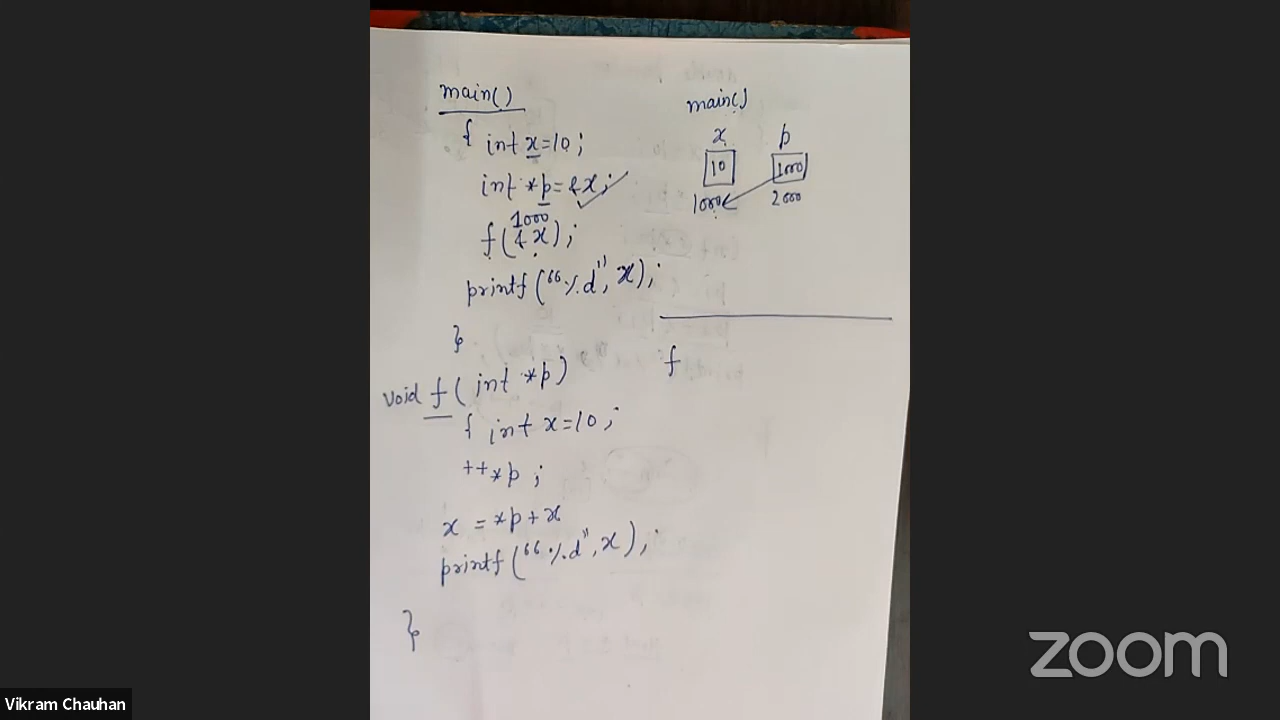 main()
{ int x=10;
int *p=&x;
1000
f(&x);
printf("%d", x);
}
void f(int *p)
{ int x=10;
++*p;
x = *p+x
printf("%d", x);
}
main()
x p
10 1000
1000 2000
f
zoom
Vikram Chauhan